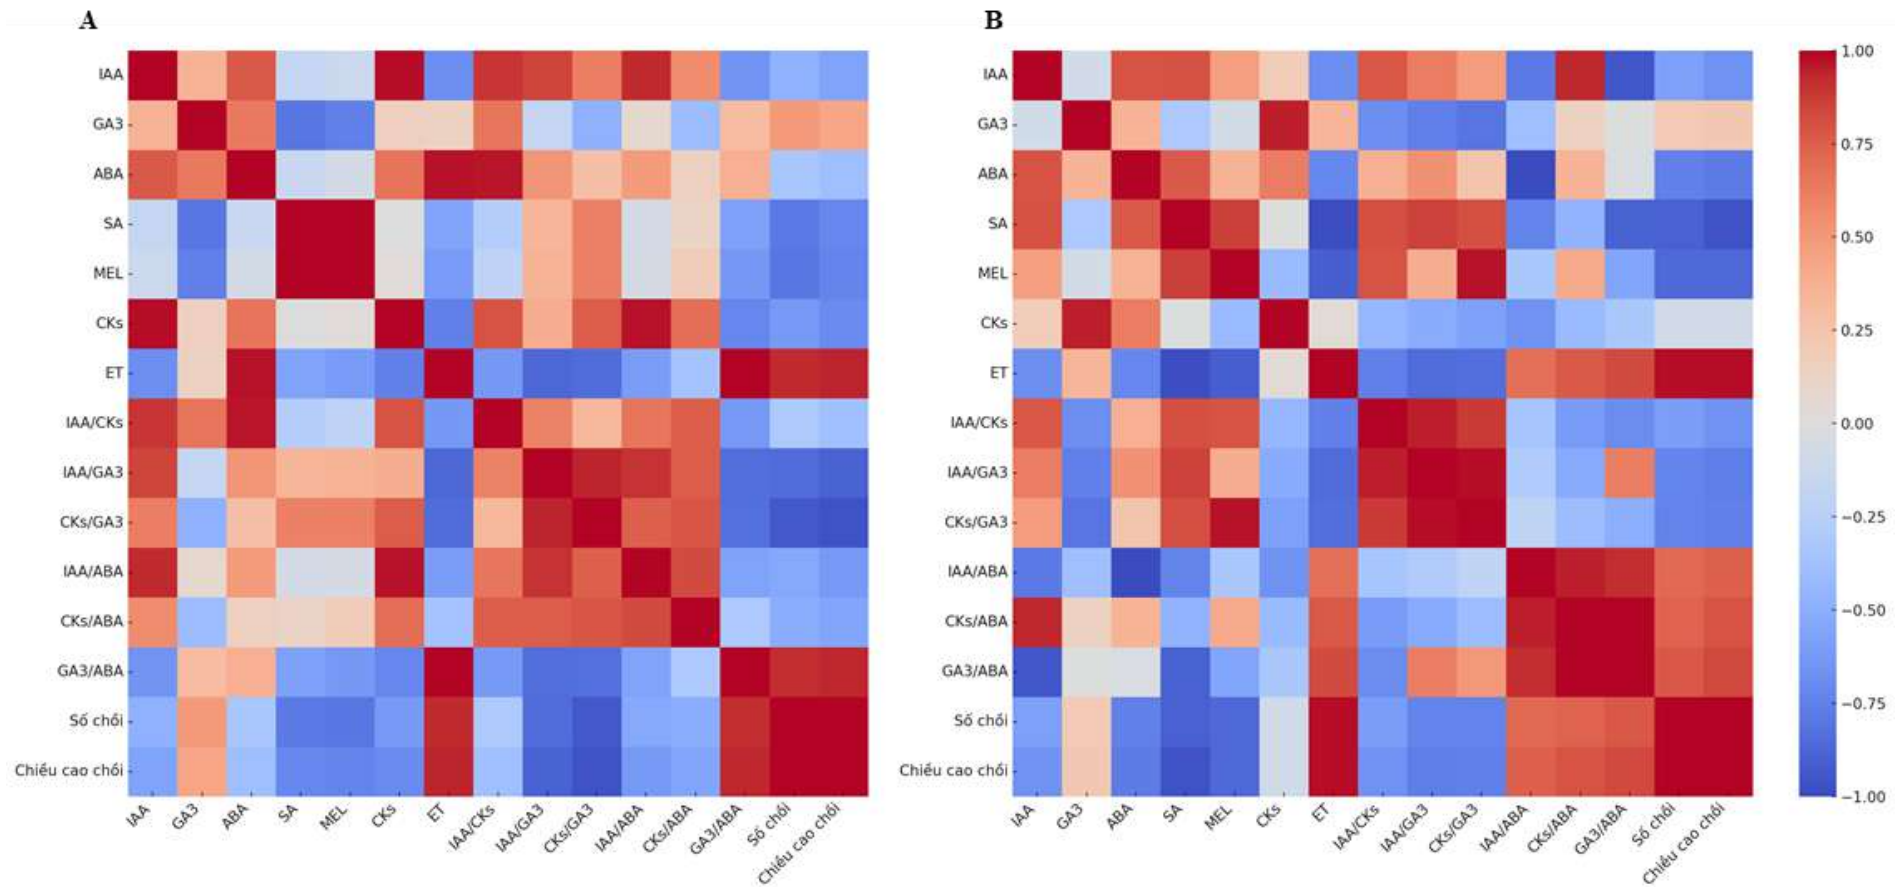 A
B
IAA
GA3
ABA
SA
MEL
CKs
ET
IAA/CKs
IAA/GA3
CKs/GA3
IAA/ABA
CKs/ABA
GA3/ABA
Số chồi
Chiều cao chồi
IAA
GA3
ABA
SA
MEL
CKs
ET
IAA/CKs
IAA/GA3
CKs/GA3
IAA/ABA
CKs/ABA
GA3/ABA
Số chồi
Chiều cao chồi
IAA
GA3
ABA
SA
MEL
CKs
ET
IAA/CKs
IAA/GA3
CKs/GA3
IAA/ABA
CKs/ABA
GA3/ABA
Số chồi
Chiều cao chồi
IAA
GA3
ABA
SA
MEL
CKs
ET
IAA/CKs
IAA/GA3
CKs/GA3
IAA/ABA
CKs/ABA
GA3/ABA
Số chồi
Chiều cao chồi
1.00
0.75
0.50
0.25
0.00
−0.25
−0.50
−0.75
−1.00